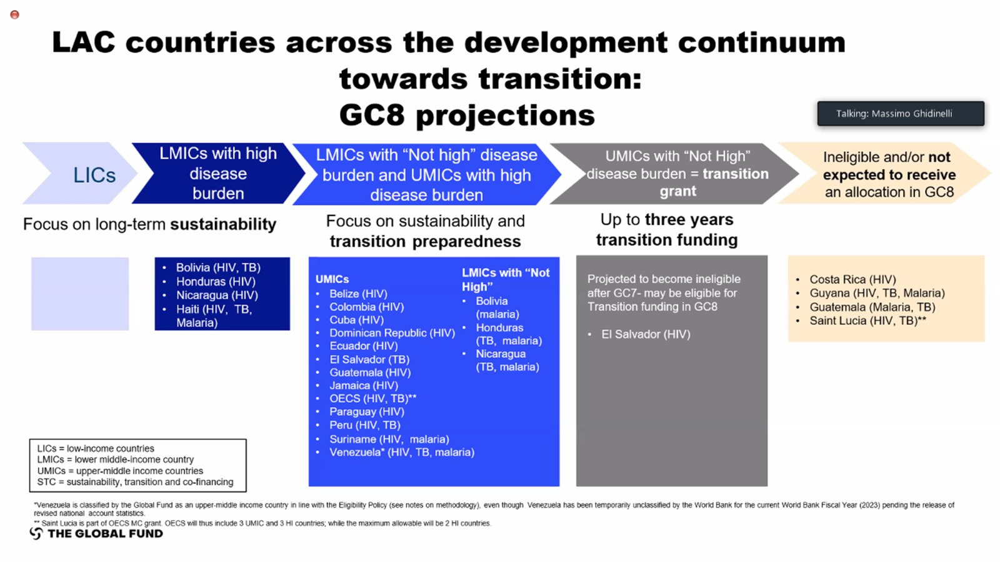 LAC countries across the development continuum
towards transition:
GC8 projections
Talking: Massimo Ghidinelli
LICs
LMICs with high
disease
burden
LMICs with “Not high” disease
burden and UMICs with high
disease burden
UMICs with “Not High”
disease burden = transition
grant
Ineligible and/or not
expected to receive
an allocation in GC8
Focus on long-term sustainability
Focus on sustainability and
transition preparedness
Up to three years
transition funding
• Bolivia (HIV, TB)
• Honduras (HIV)
• Nicaragua (HIV)
• Haiti (HIV, TB,
Malaria)
UMICs
• Belize (HIV)
• Colombia (HIV)
• Cuba (HIV)
• Dominican Republic (HIV)
• Ecuador (HIV)
• El Salvador (TB)
• Guatemala (HIV)
• Jamaica (HIV)
• OECS (HIV, TB)**
• Paraguay (HIV)
• Peru (HIV, TB)
• Suriname (HIV, malaria)
• Venezuela* (HIV, TB, malaria)
LMICs with “Not
High”
• Bolivia
(malaria)
• Honduras
(TB, malaria)
• Nicaragua
(TB, malaria)
Projected to become ineligible
after GC7- may be eligible for
Transition funding in GC8
• El Salvador (HIV)
• Costa Rica (HIV)
• Guyana (HIV, TB, Malaria)
• Guatemala (Malaria, TB)
• Saint Lucia (HIV, TB)**
LICs = low-income countries
LMICs = lower middle-income country
UMICs = upper-middle income countries
STC = sustainability, transition and co-financing
*Venezuela is classified by the Global Fund as an upper-middle income country in line with the Eligibility Policy (see notes on methodology), even though Venezuela has been temporarily unclassified by the World Bank for the current World Bank Fiscal Year (2023) pending the release of
revised national account statistics.
** Saint Lucia is part of OECS MC grant. OECS will thus include 3 UMIC and 3 HI countries; while the maximum allowable will be 2 HI countries.
THE GLOBAL FUND